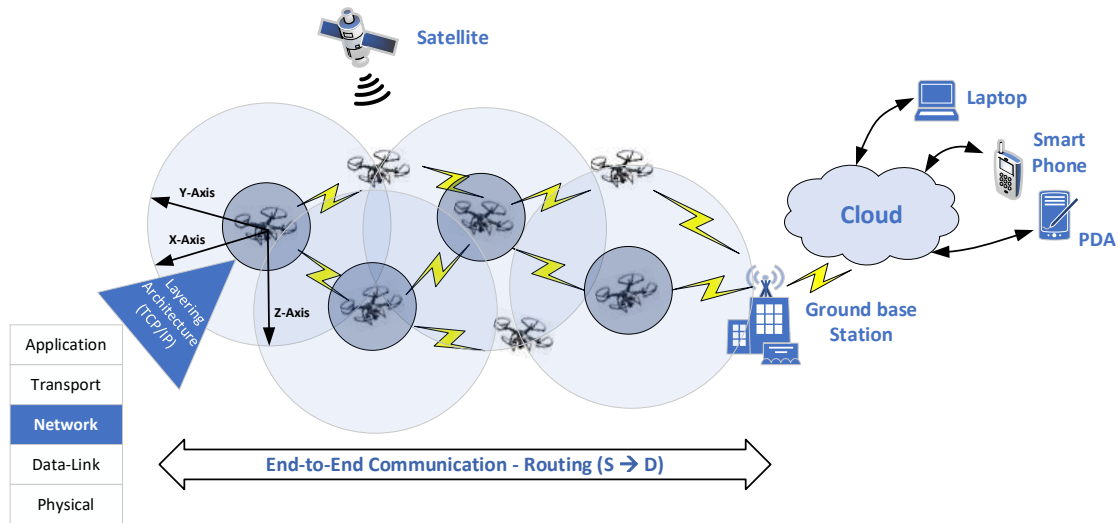 Satellite
Laptop
Smart
Phone
PDA
Cloud
Ground base
Station
Y-Axis
X-Axis
Z-Axis
Layering
Architecture
(TCP/IP)
Application
Transport
Network
Data-Link
Physical
End-to-End Communication - Routing (S → D)